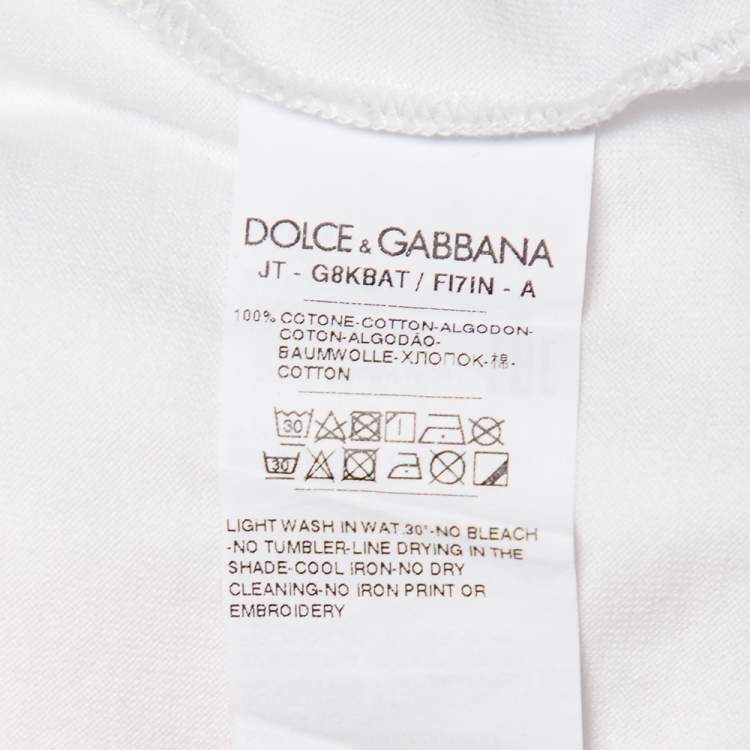 DOLCE & GABBANA
JT - G8KBAT / FI7IN - A
100% COTONE-COTTON-ALGODON-
COTON-ALGODÃO-
BAUMWOLLE-ХЛОПОК-棉-
COTTON
30
30
LIGHT WASH IN WAT.30°-NO BLEACH
-NO TUMBLER-LINE DRYING IN THE
SHADE-COOL IRON-NO DRY
CLEANING-NO IRON PRINT OR
EMBROIDERY